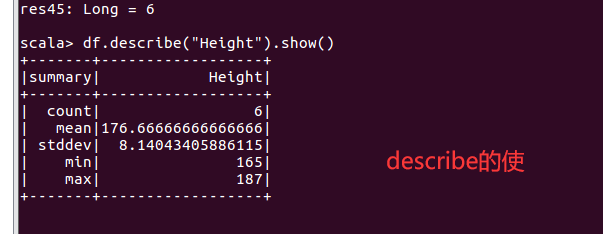 res45: Long = 6
scala> df.describe("Height").show()
+-------+------------------+
|summary|            Height|
+-------+------------------+
|  count|                 6|
|   mean|176.66666666666666|
| stddev|  8.14043405886115|
|    min|               165|
|    max|               187|
+-------+------------------+
describe的使